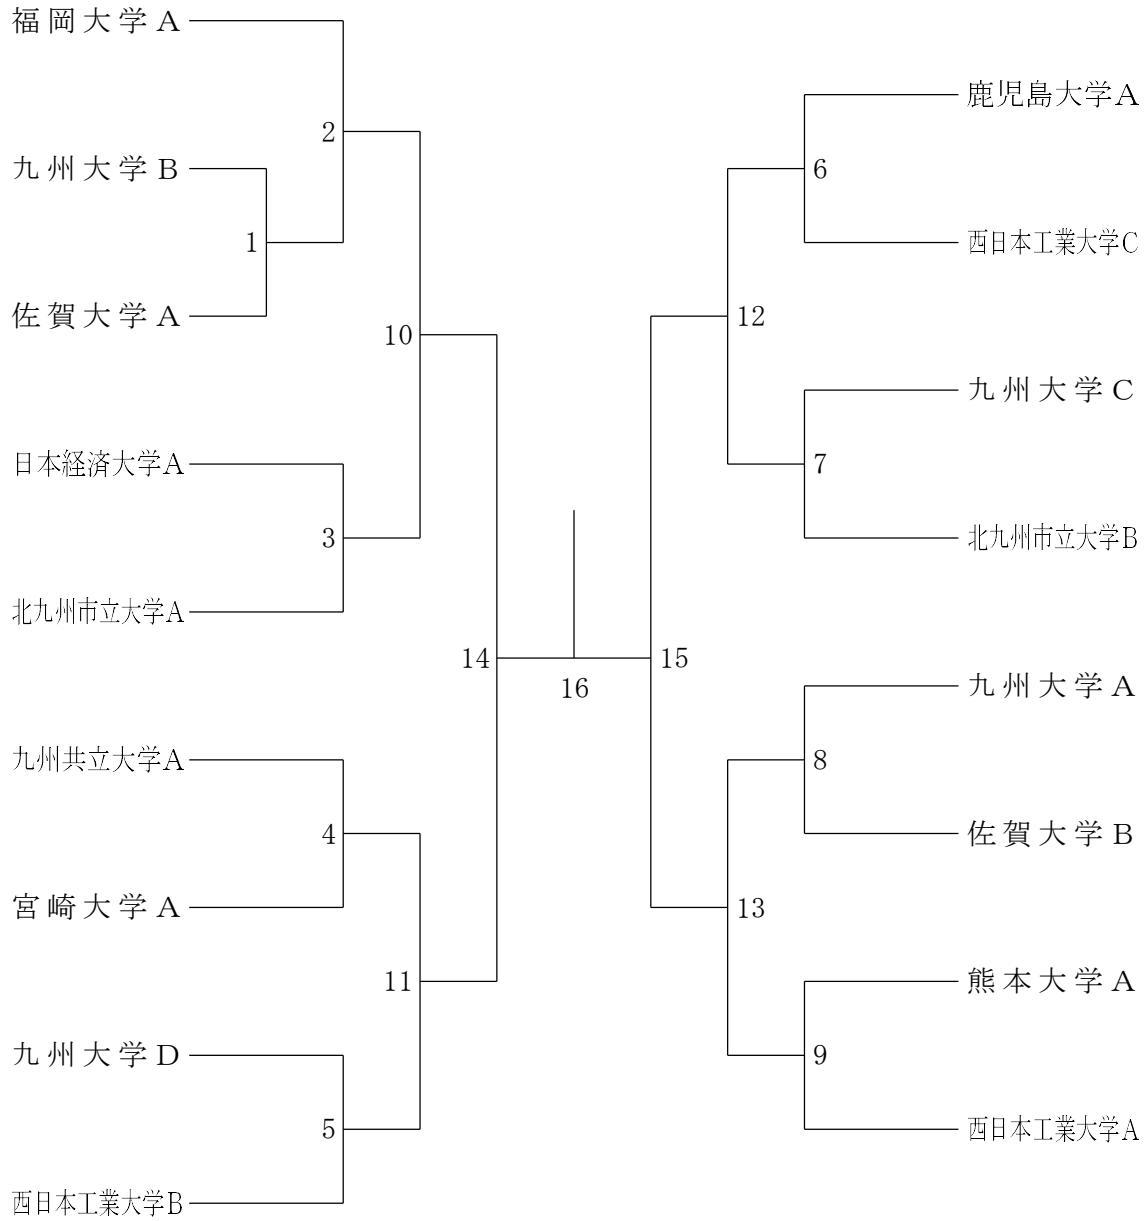 福岡大学A
2
九州大学B
1
佐賀大学A
10
日本経済大学A
3
北九州市立大学A
14
九州共立大学A
4
宮崎大学A
11
九州大学D
5
西日本工業大学B
16
鹿児島大学A
6
西日本工業大学C
12
九州大学C
7
北九州市立大学B
15
九州大学A
8
佐賀大学B
13
熊本大学A
9
西日本工業大学A